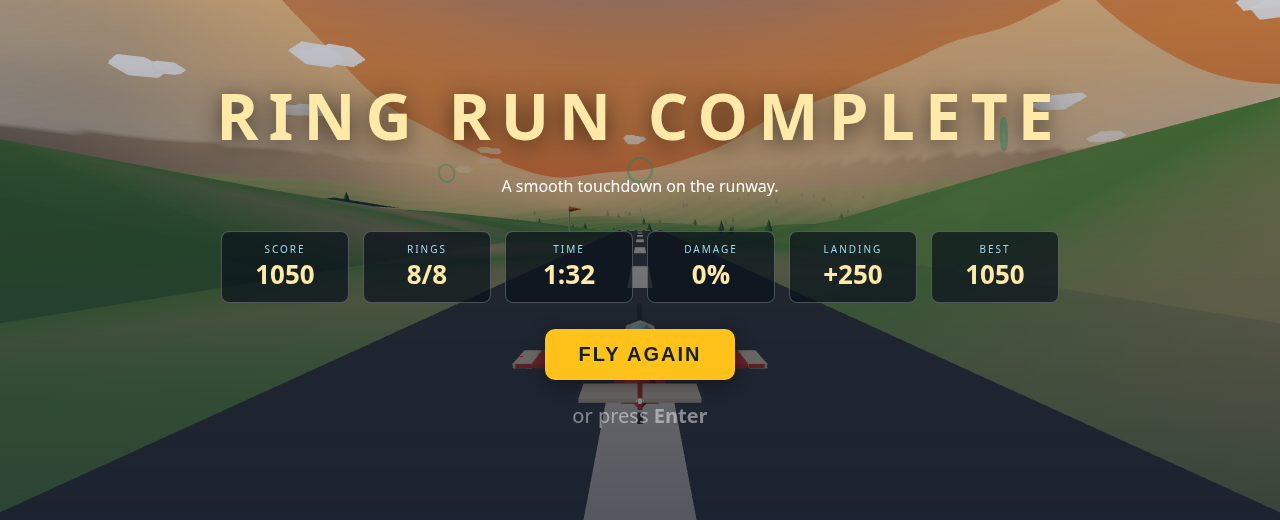 RING RUN COMPLETE
A smooth touchdown on the runway.
SCORE RINGS TIME DAMAGE LANDING BEST
1050 8/8 1:32 0% +250 1050
FLY AGAIN
or press Enter